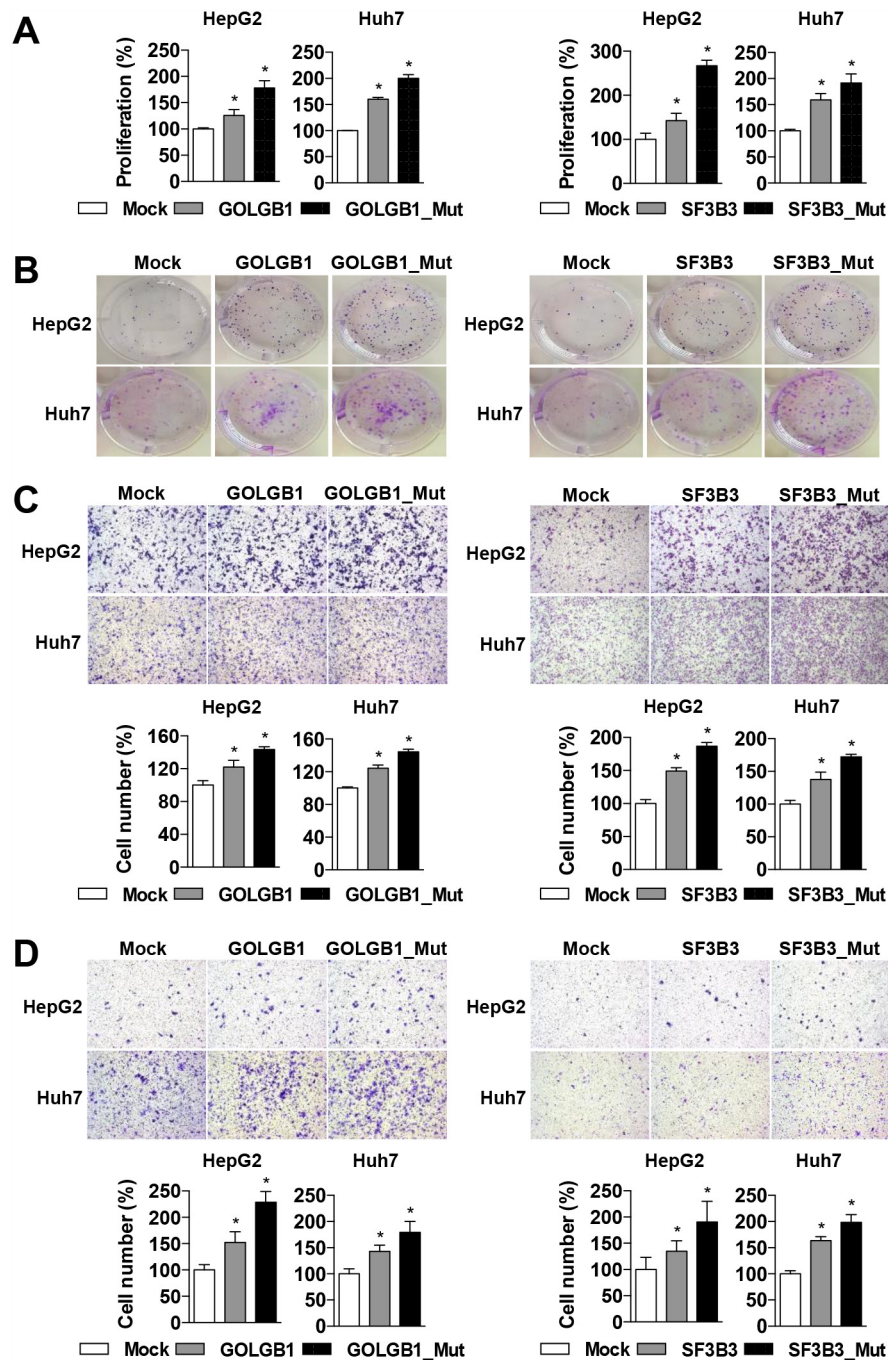 A
HepG2 Huh7 HepG2 Huh7
Proliferation (%)
250 200 150 100 50 0
250 200 150 100 50 0
Proliferation (%)
300 200 100 0
250 200 150 100 50 0
* * * * * * * *
Mock GOLGB1 GOLGB1_Mut Mock SF3B3 SF3B3_Mut
B
Mock GOLGB1 GOLGB1_Mut Mock SF3B3 SF3B3_Mut
HepG2 HepG2
Huh7 Huh7
C
Mock GOLGB1 GOLGB1_Mut Mock SF3B3 SF3B3_Mut
HepG2 HepG2
Huh7 Huh7
HepG2 Huh7 HepG2 Huh7
Cell number (%)
160 120 80 40 0
160 120 80 40 0
Cell number (%)
200 150 100 50 0
200 150 100 50 0
* * * * * * * *
Mock GOLGB1 GOLGB1_Mut Mock SF3B3 SF3B3_Mut
D
Mock GOLGB1 GOLGB1_Mut Mock SF3B3 SF3B3_Mut
HepG2 HepG2
Huh7 Huh7
HepG2 Huh7 HepG2 Huh7
Cell number (%)
250 200 150 100 50 0
250 200 150 100 50 0
Cell number (%)
250 200 150 100 50 0
250 200 150 100 50 0
* * * * * * * *
Mock GOLGB1 GOLGB1_Mut Mock SF3B3 SF3B3_Mut